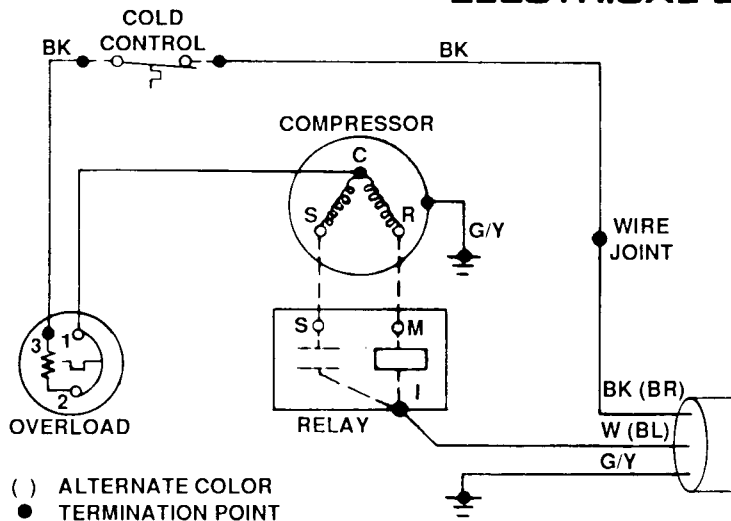 COLD
CONTROL
BK
BK
COMPRESSOR
C
S
R
G/Y
WIRE
JOINT
S
M
3
1
2
I
OVERLOAD
RELAY
BK (BR)
W (BL)
G/Y
( ) ALTERNATE COLOR
● TERMINATION POINT